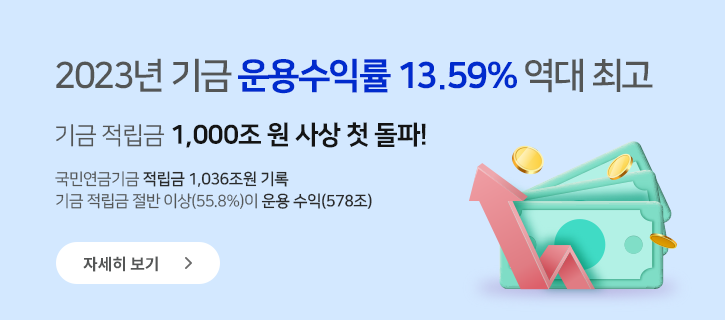 2023년 기금 운용수익률 13.59% 역대 최고
기금 적립금 1,000조 원 사상 첫 돌파!
국민연금기금 적립금 1,036조원 기록
기금 적립금 절반 이상(55.8%)이 운용 수익(578조)
자세히 보기 >